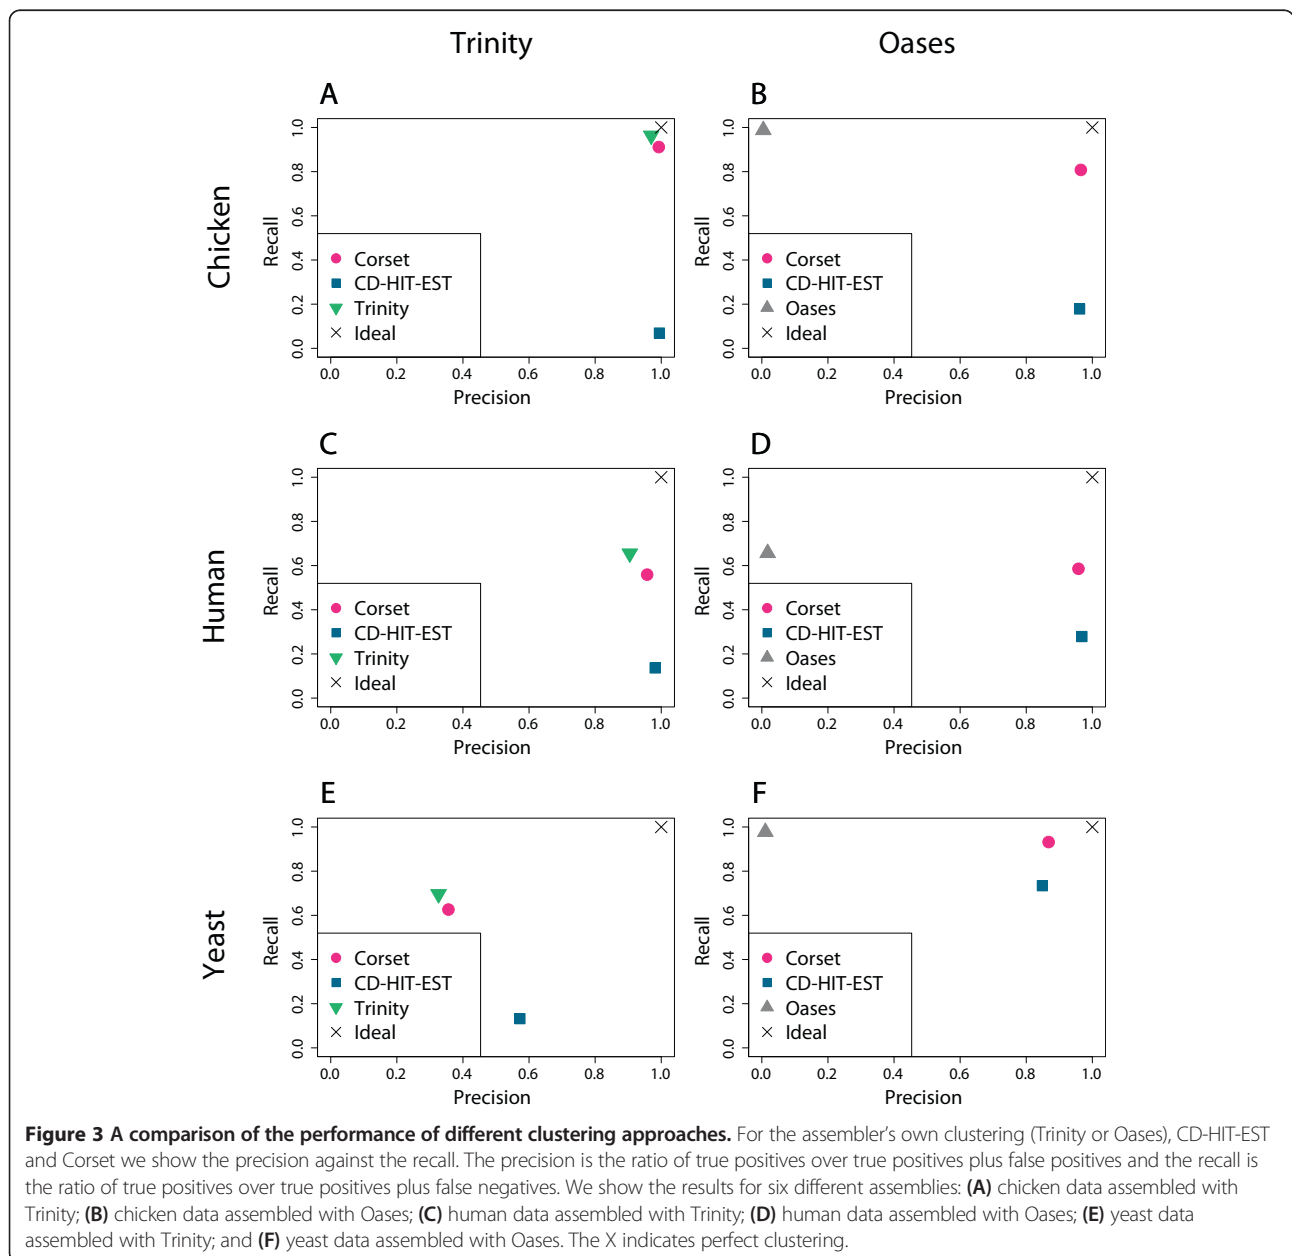 Trinity
Oases
A
Chicken
Recall
1.0
0.8
0.6
0.4
0.2
0.0
Corset
CD-HIT-EST
Trinity
Ideal
0.0 0.2 0.4 0.6 0.8 1.0
Precision
B
Recall
1.0
0.8
0.6
0.4
0.2
0.0
Corset
CD-HIT-EST
Oases
Ideal
0.0 0.2 0.4 0.6 0.8 1.0
Precision
C
Human
Recall
1.0
0.8
0.6
0.4
0.2
0.0
Corset
CD-HIT-EST
Trinity
Ideal
0.0 0.2 0.4 0.6 0.8 1.0
Precision
D
Recall
1.0
0.8
0.6
0.4
0.2
0.0
Corset
CD-HIT-EST
Oases
Ideal
0.0 0.2 0.4 0.6 0.8 1.0
Precision
E
Yeast
Recall
1.0
0.8
0.6
0.4
0.2
0.0
Corset
CD-HIT-EST
Trinity
Ideal
0.0 0.2 0.4 0.6 0.8 1.0
Precision
F
Recall
1.0
0.8
0.6
0.4
0.2
0.0
Corset
CD-HIT-EST
Oases
Ideal
0.0 0.2 0.4 0.6 0.8 1.0
Precision
Figure 3 A comparison of the performance of different clustering approaches. For the assembler's own clustering (Trinity or Oases), CD-HIT-EST
and Corset we show the precision against the recall. The precision is the ratio of true positives over true positives plus false positives and the recall is
the ratio of true positives over true positives plus false negatives. We show the results for six different assemblies: (A) chicken data assembled with
Trinity; (B) chicken data assembled with Oases; (C) human data assembled with Trinity; (D) human data assembled with Oases; (E) yeast data
assembled with Trinity; and (F) yeast data assembled with Oases. The X indicates perfect clustering.